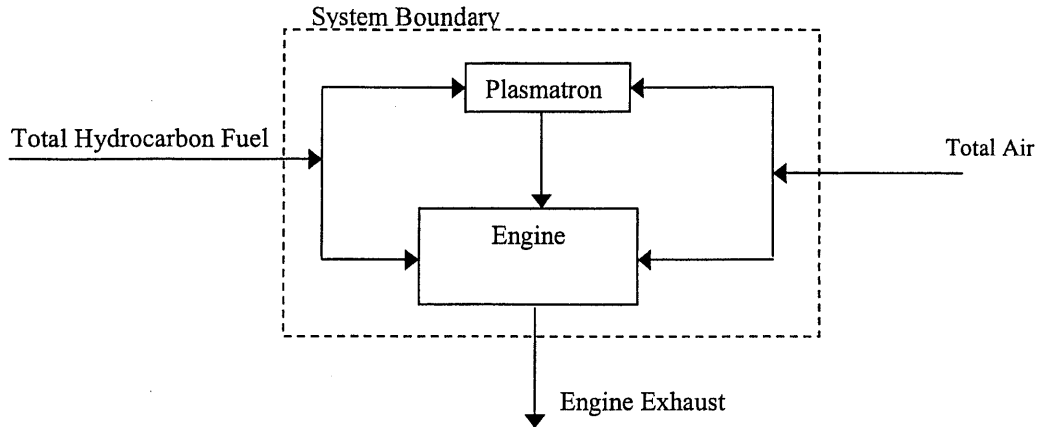 System Boundary
Plasmatron
Total Hydrocarbon Fuel
Total Air
Engine
Engine Exhaust